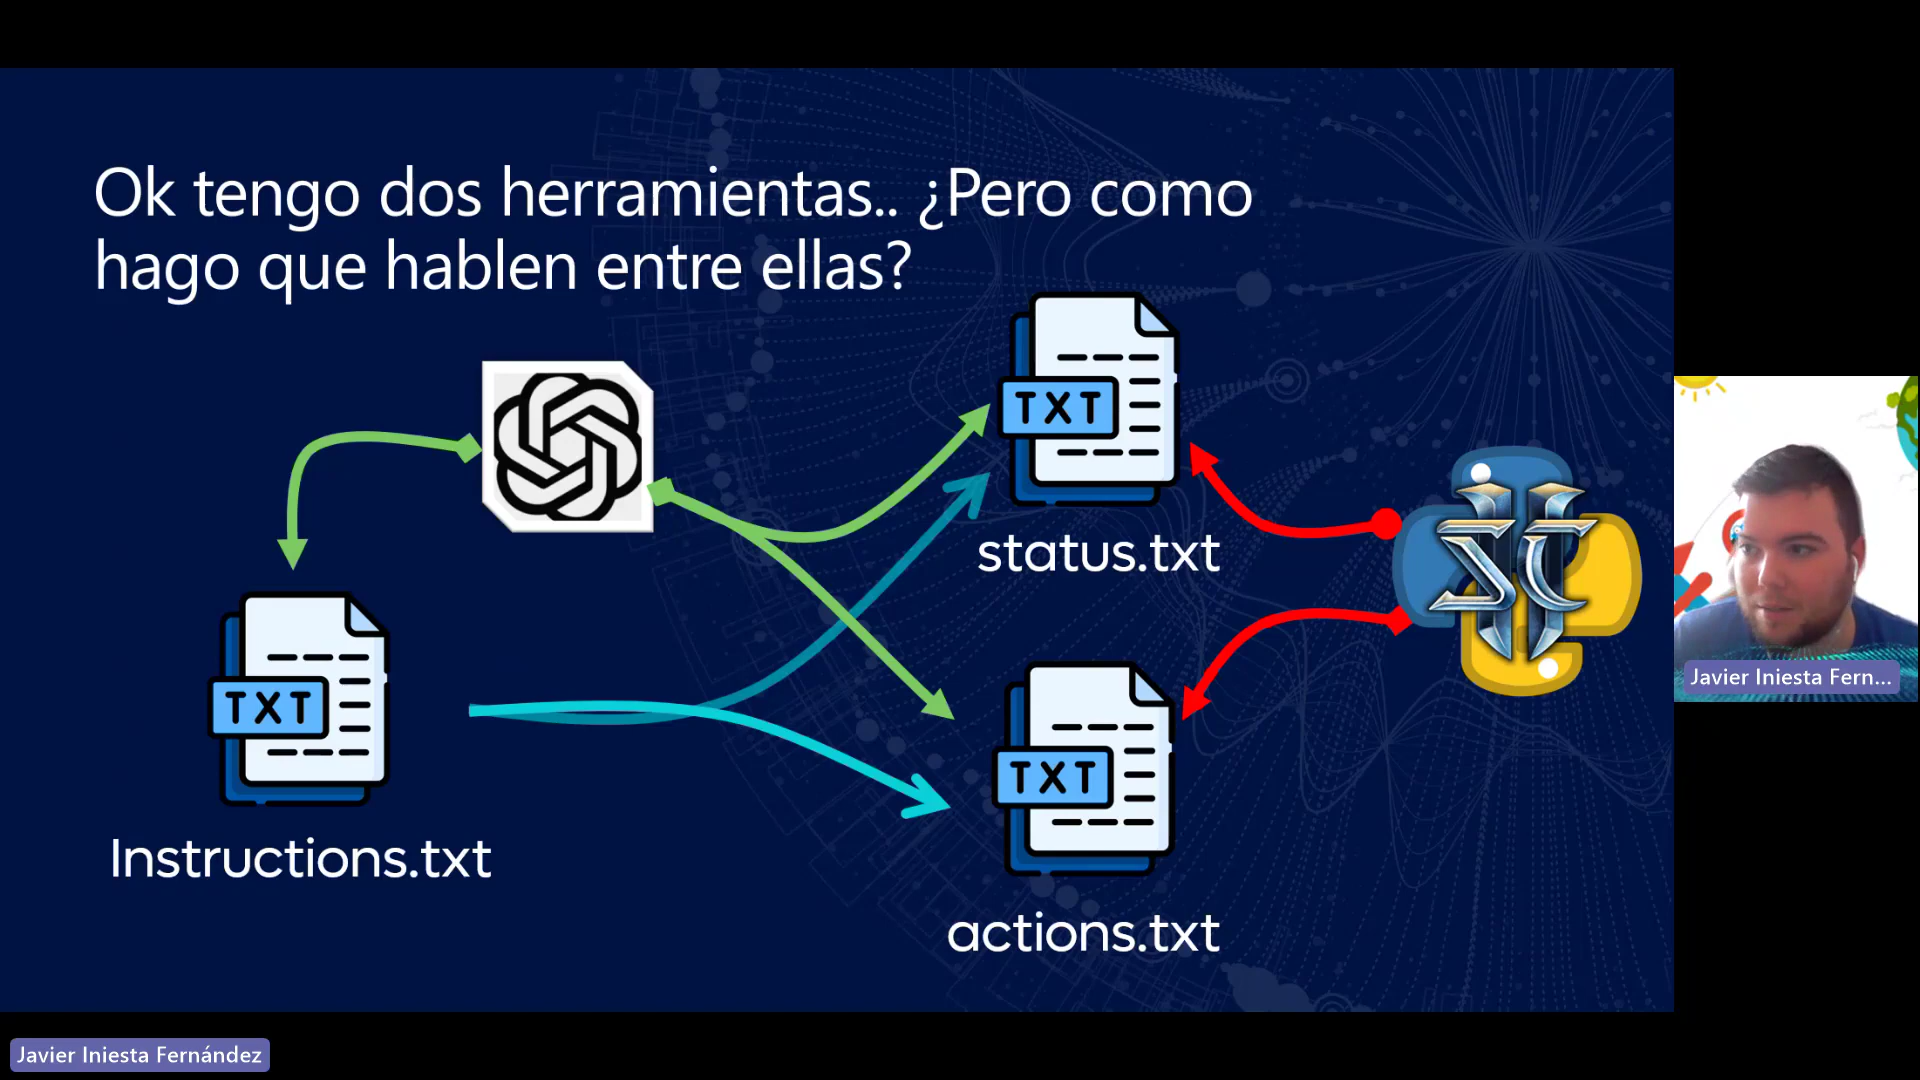 Ok tengo dos herramientas.. ¿Pero como
hago que hablen entre ellas?
TXT
status.txt
TXT
Instructions.txt
TXT
actions.txt
Javier Iniesta Fern...
Javier Iniesta Fernández